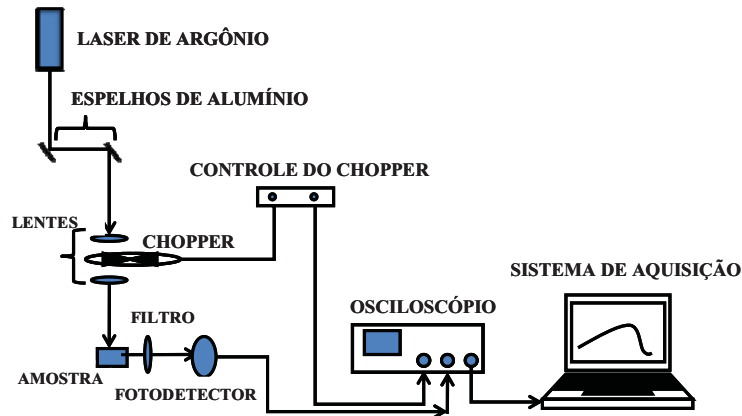 LASER DE ARGÔNIO
ESPELHOS DE ALUMÍNIO
CONTROLE DO CHOPPER
LENTES
CHOPPER
SISTEMA DE AQUISIÇÃO
OSCILOSCÓPIO
FILTRO
AMOSTRA
FOTODETECTOR